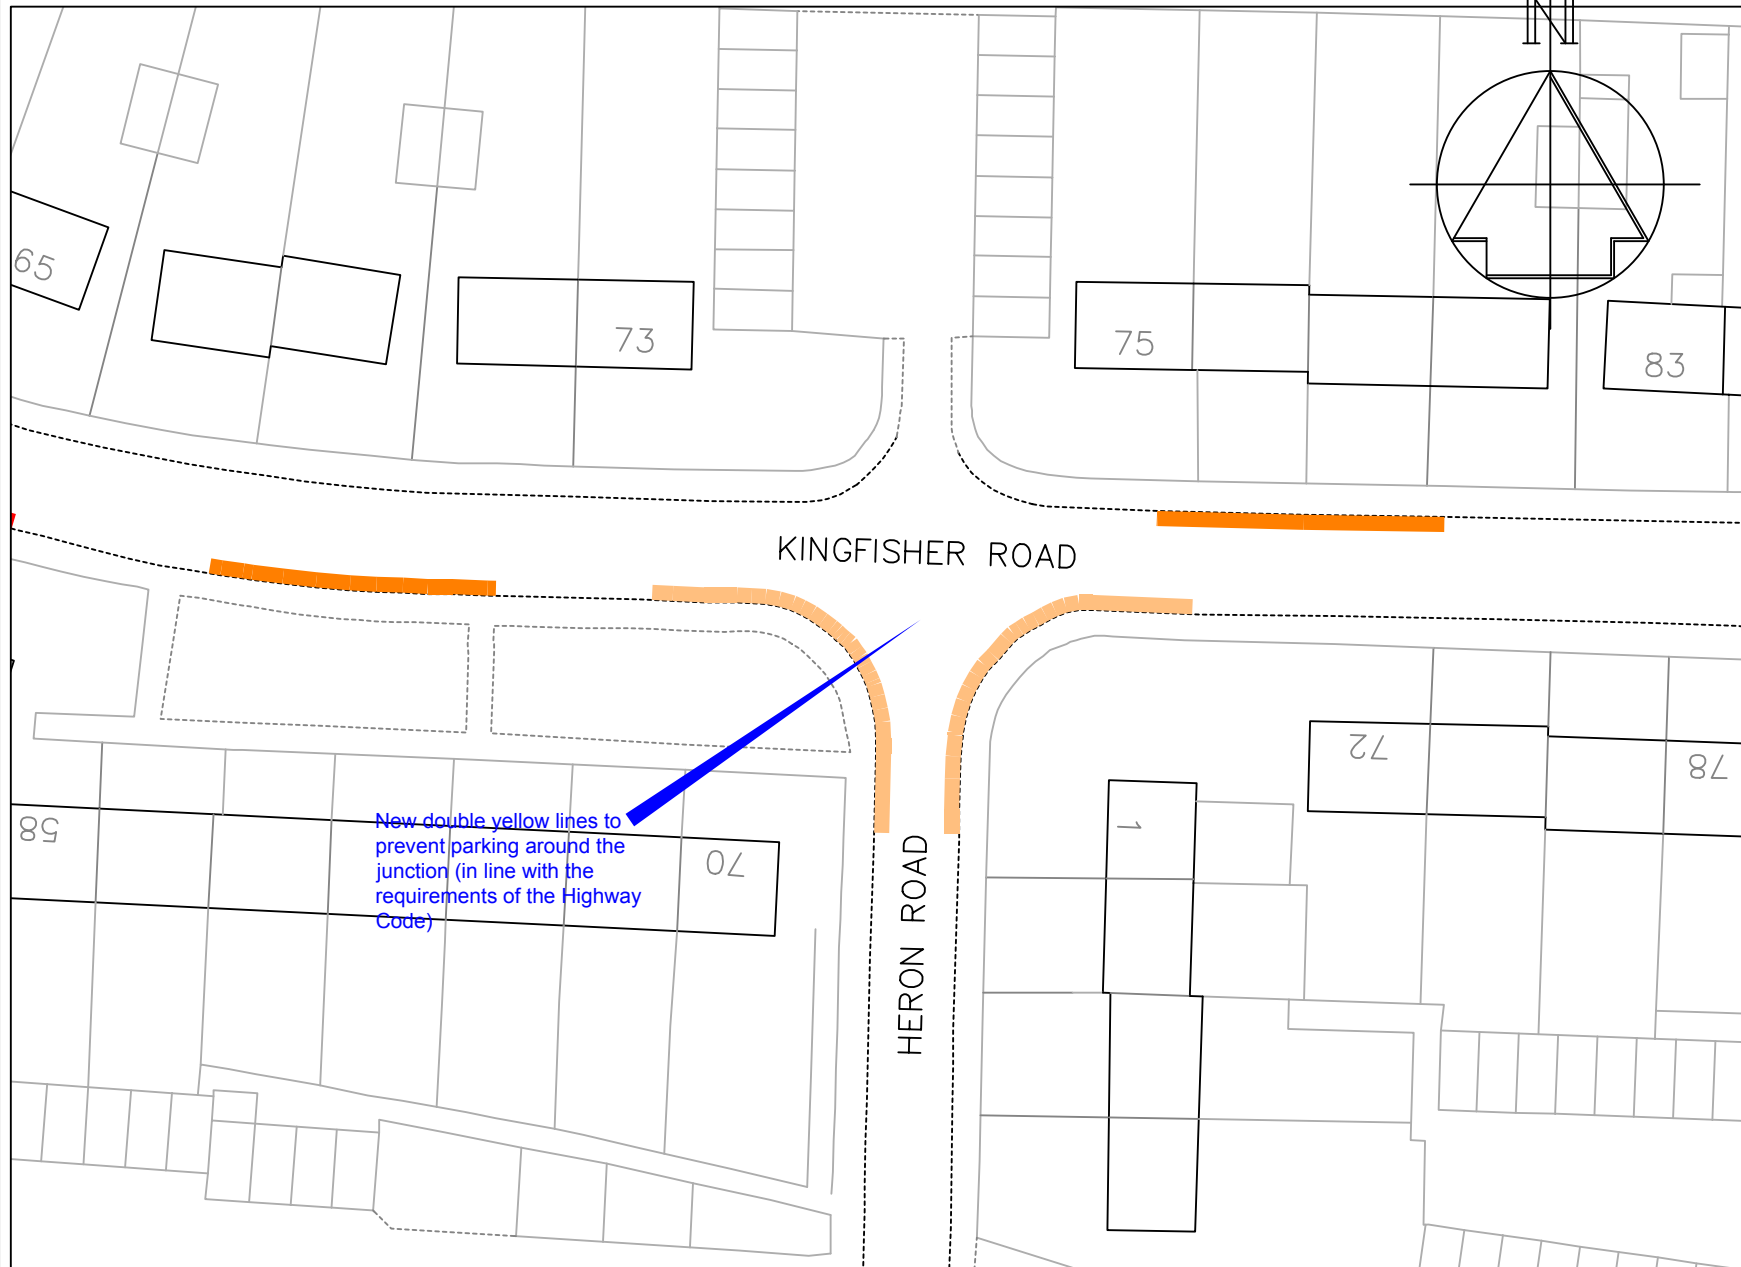 N
65
73
75
83
KINGFISHER ROAD
72
78
58
70
1
New double yellow lines to
prevent parking around the
junction (in line with the
requirements of the Highway
Code)
HERON ROAD